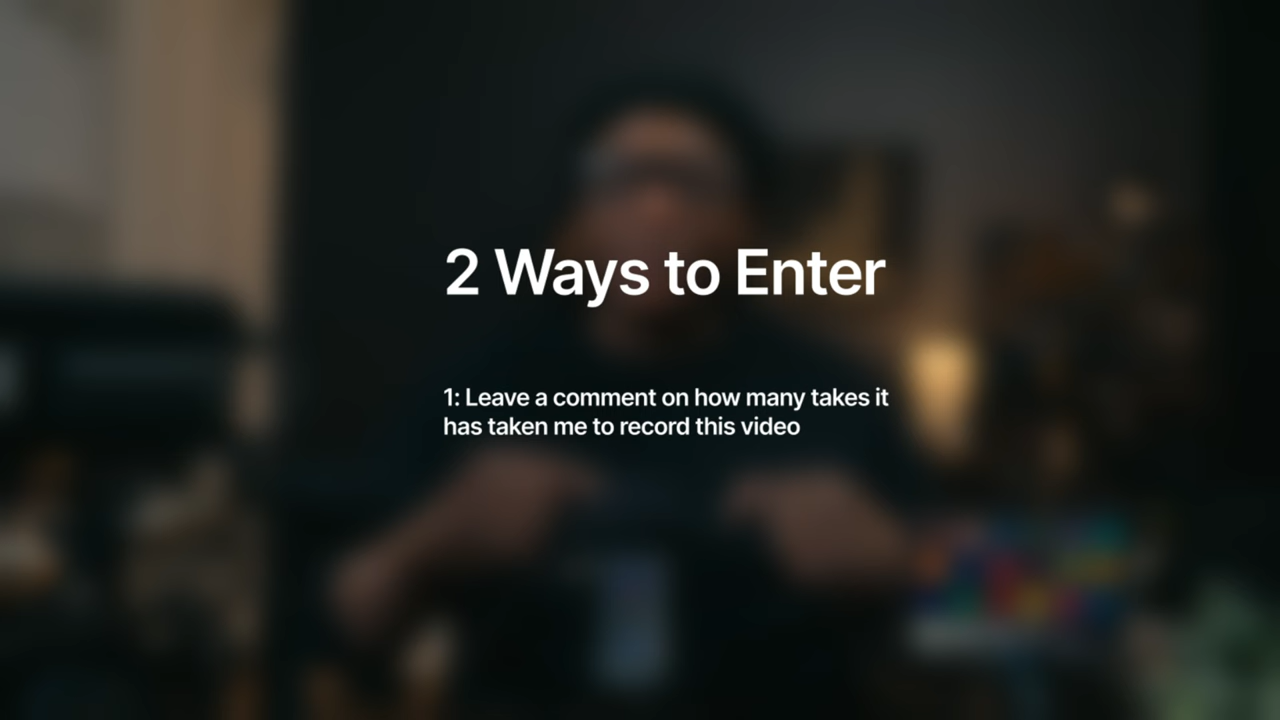 2 Ways to Enter
1: Leave a comment on how many takes it
has taken me to record this video